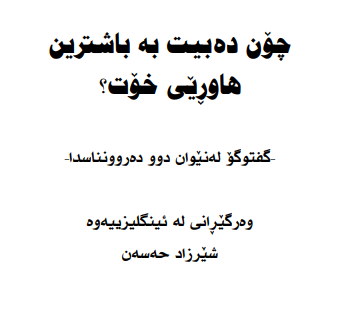 چۆن دەبیت بە باشترین
هاوڕێی خۆت؟
-گفتوگۆ لەنێوان دوو دەروونناسدا-
وەرگێڕانی لە ئینگلیزییەوە
شێرزاد حەسەن